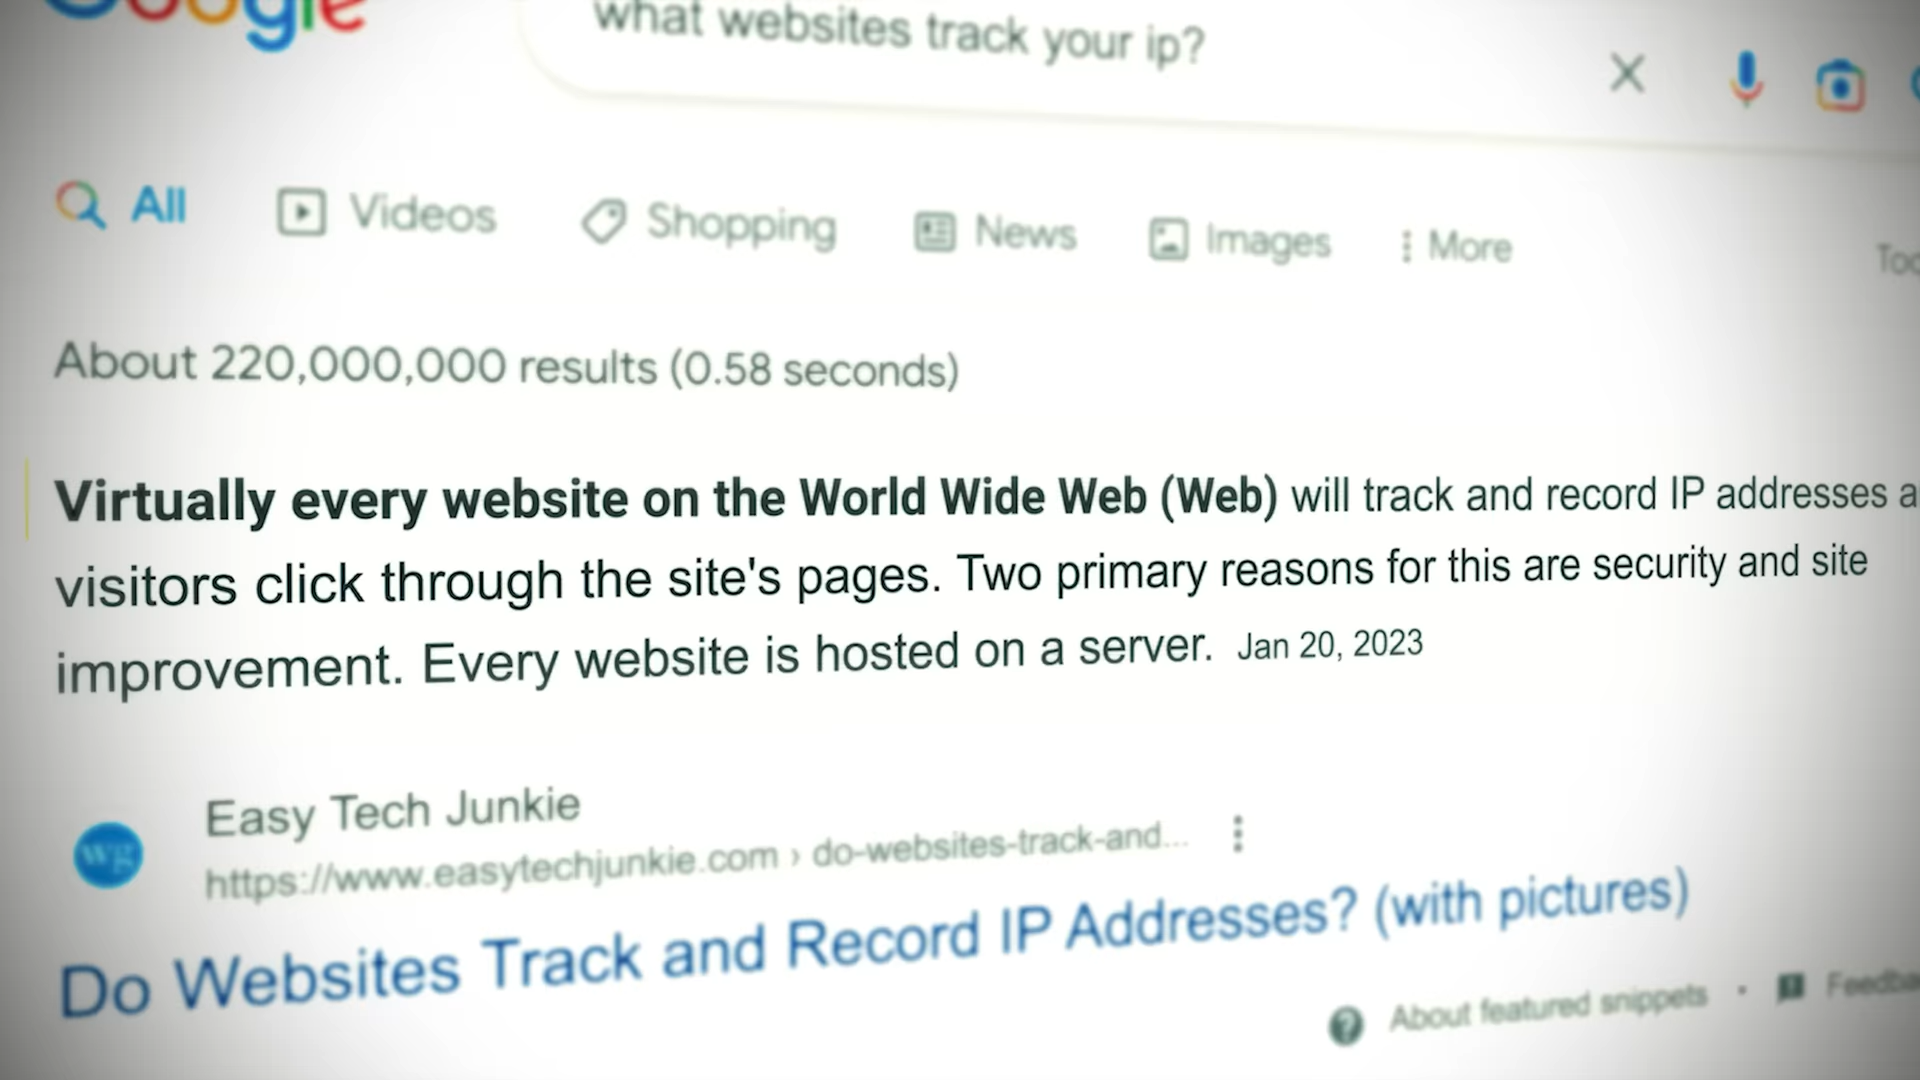 Google
what websites track your ip?
All Videos Shopping News Images More
About 220,000,000 results (0.58 seconds)
Virtually every website on the World Wide Web (Web) will track and record IP addresses
visitors click through the site's pages. Two primary reasons for this are security and site
improvement. Every website is hosted on a server. Jan 20, 2023
wg
Easy Tech Junkie
https://www.easytechjunkie.com › do-websites-track-and...
Do Websites Track and Record IP Addresses? (with pictures)
About featured snippets •